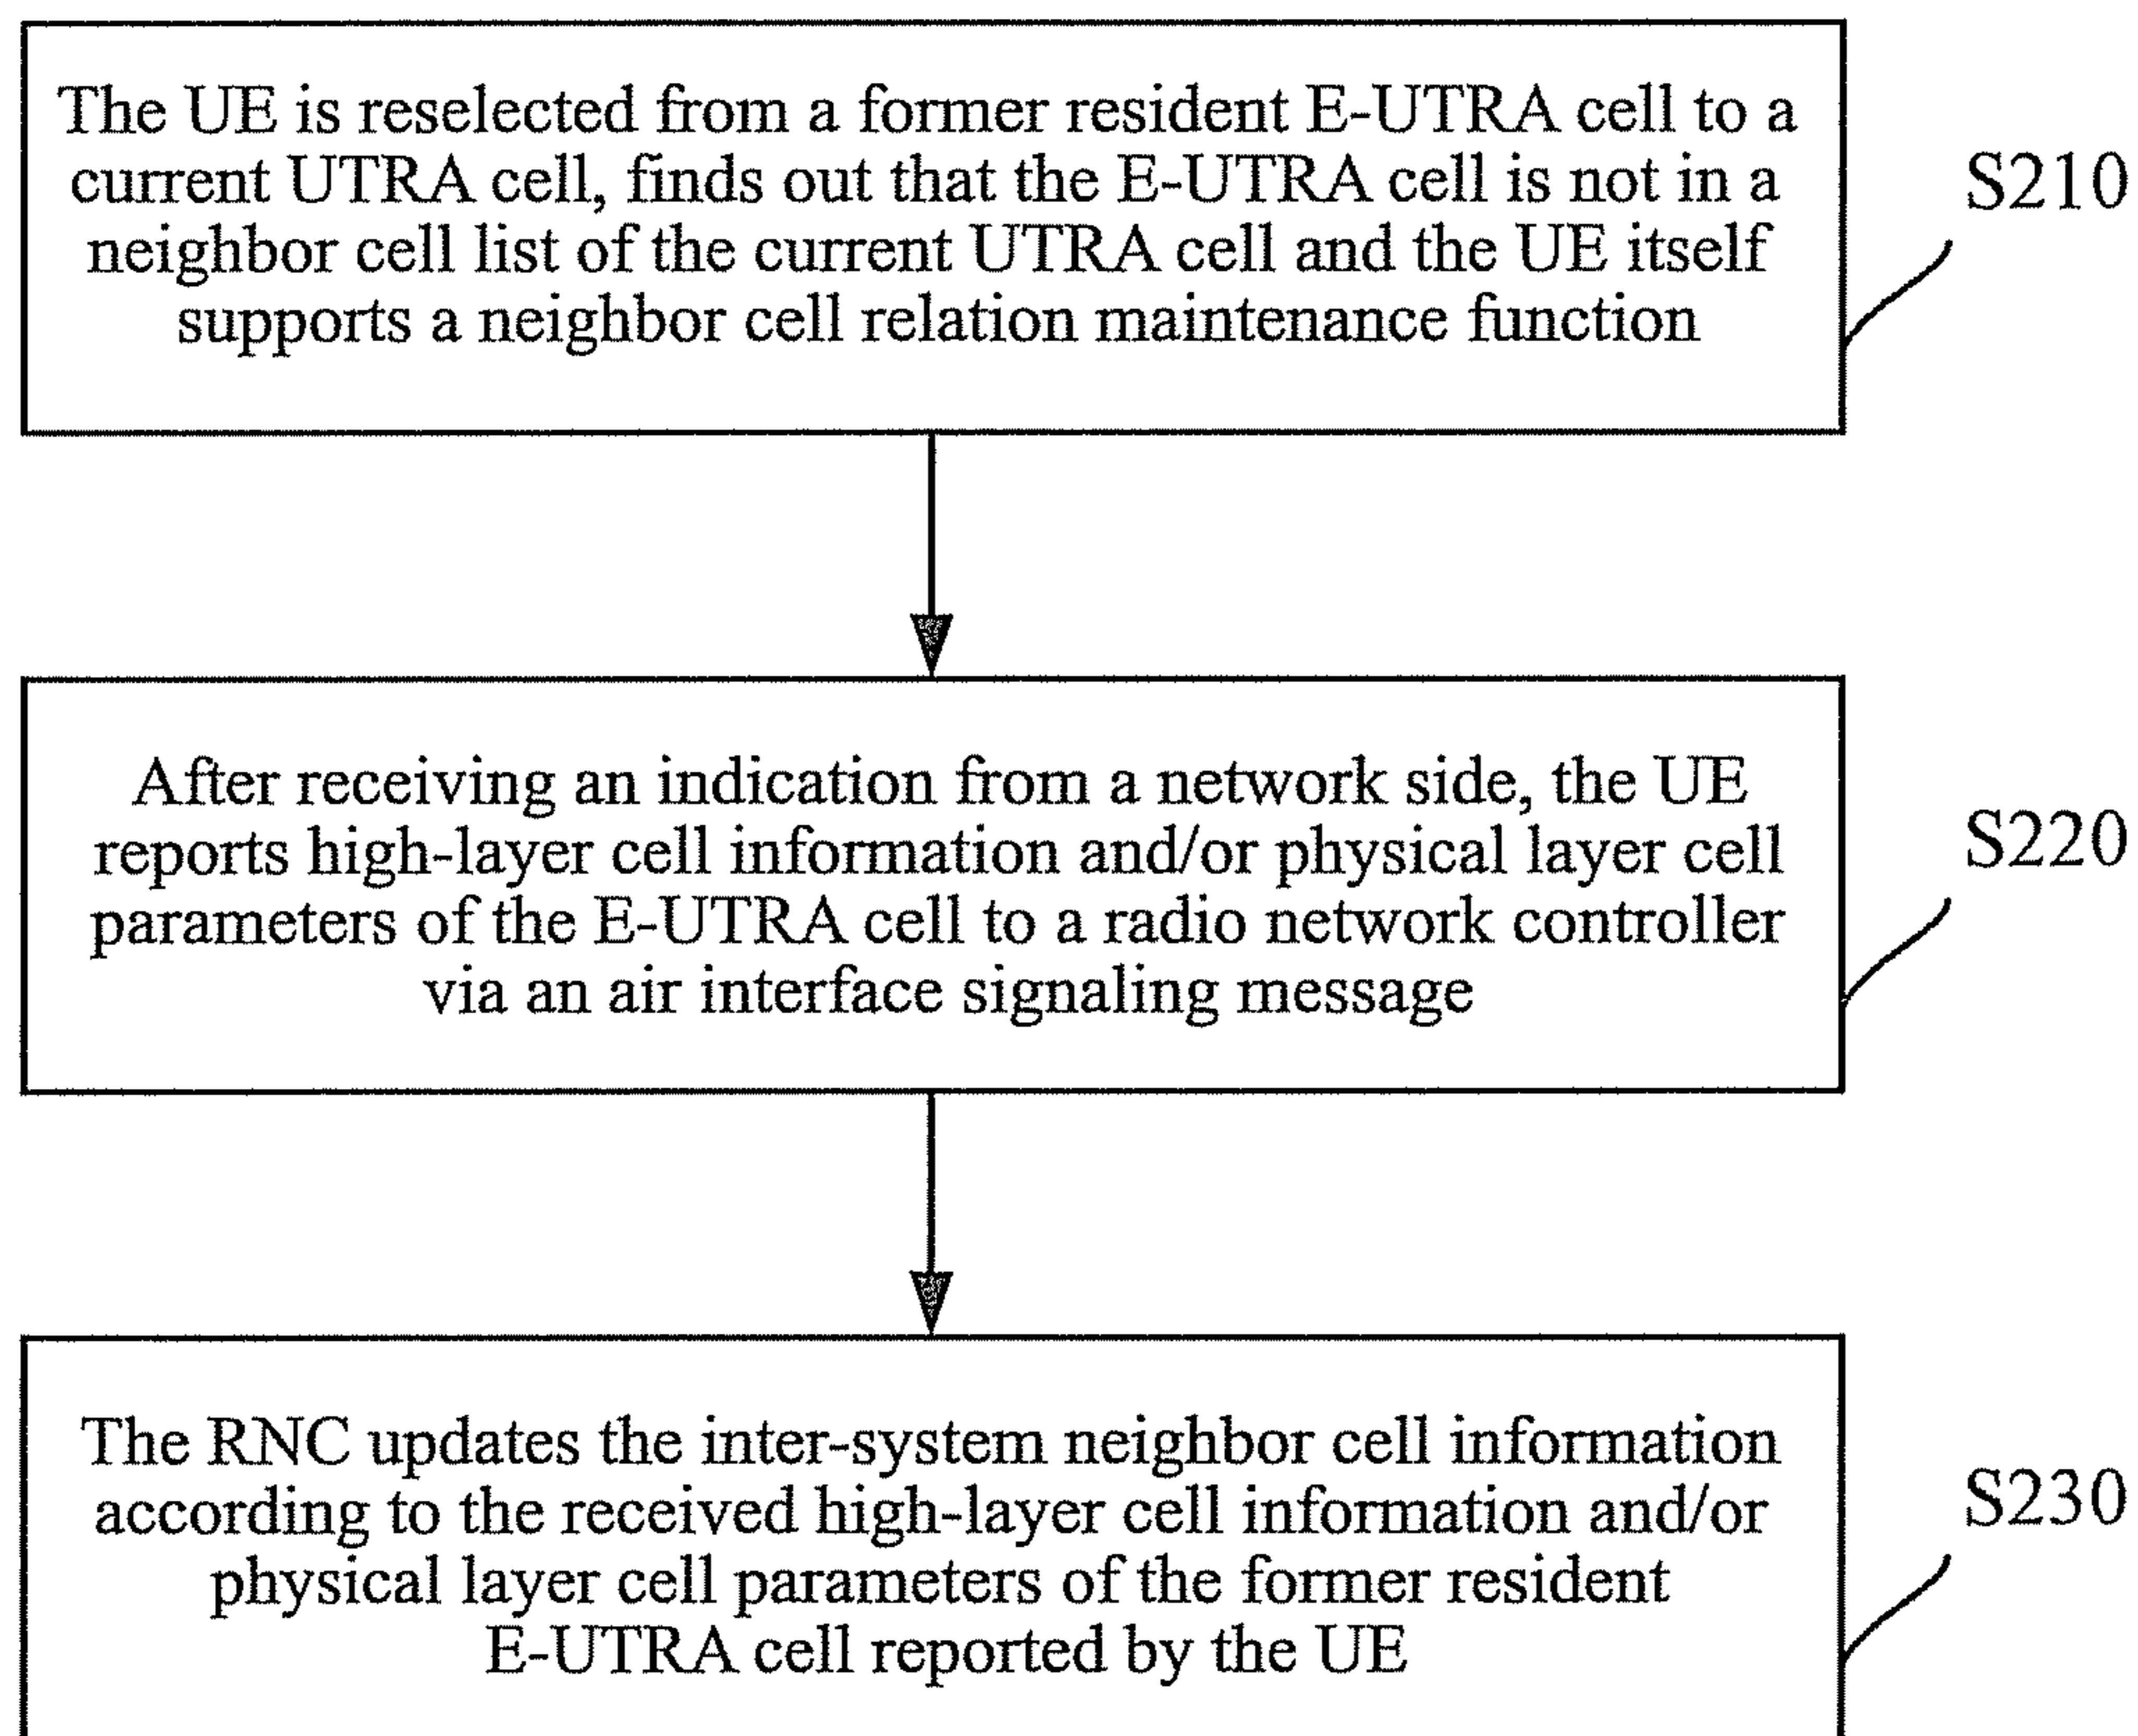 The UE is reselected from a former resident E-UTRA cell to a
current UTRA cell, finds out that the E-UTRA cell is not in a
neighbor cell list of the current UTRA cell and the UE itself
supports a neighbor cell relation maintenance function
S210
After receiving an indication from a network side, the UE
reports high-layer cell information and/or physical layer cell
parameters of the E-UTRA cell to a radio network controller
via an air interface signaling message
S220
The RNC updates the inter-system neighbor cell information
according to the received high-layer cell information and/or
physical layer cell parameters of the former resident
E-UTRA cell reported by the UE
S230